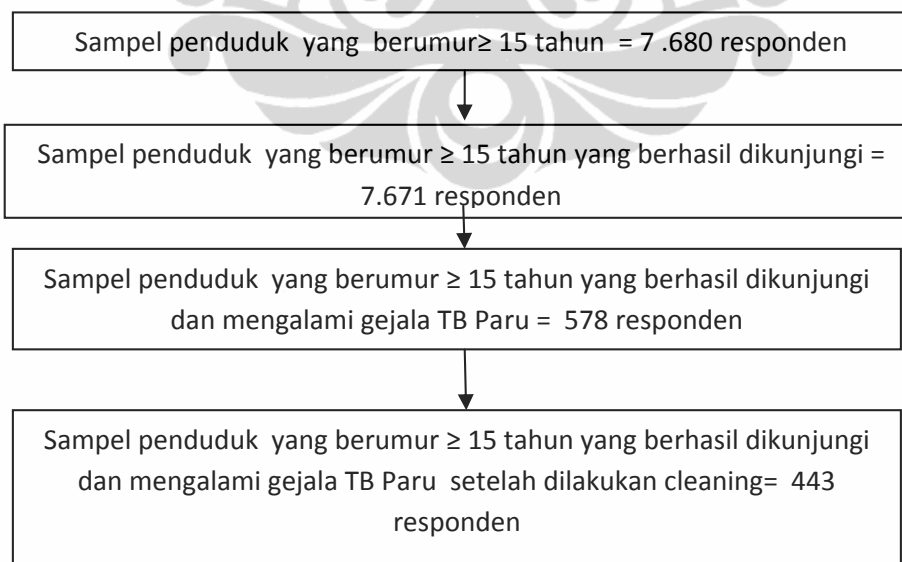 Sampel penduduk yang berumur≥ 15 tahun = 7 .680 responden
Sampel penduduk yang berumur ≥ 15 tahun yang berhasil dikunjungi =
7.671 responden
Sampel penduduk yang berumur ≥ 15 tahun yang berhasil dikunjungi
dan mengalami gejala TB Paru = 578 responden
Sampel penduduk yang berumur ≥ 15 tahun yang berhasil dikunjungi
dan mengalami gejala TB Paru setelah dilakukan cleaning= 443
responden